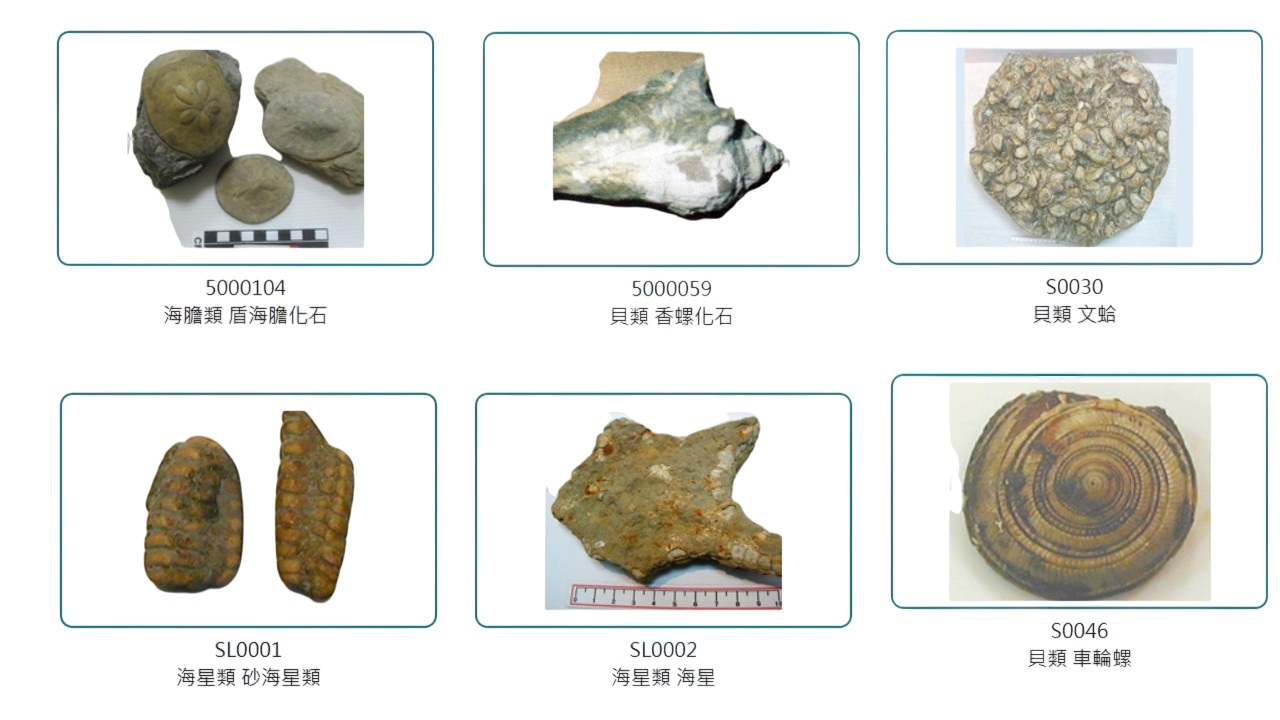 5000104
海膽類 盾海膽化石
5000059
貝類 香螺化石
S0030
貝類 文蛤
SL0001
海星類 砂海星類
SL0002
海星類 海星
S0046
貝類 車輪螺